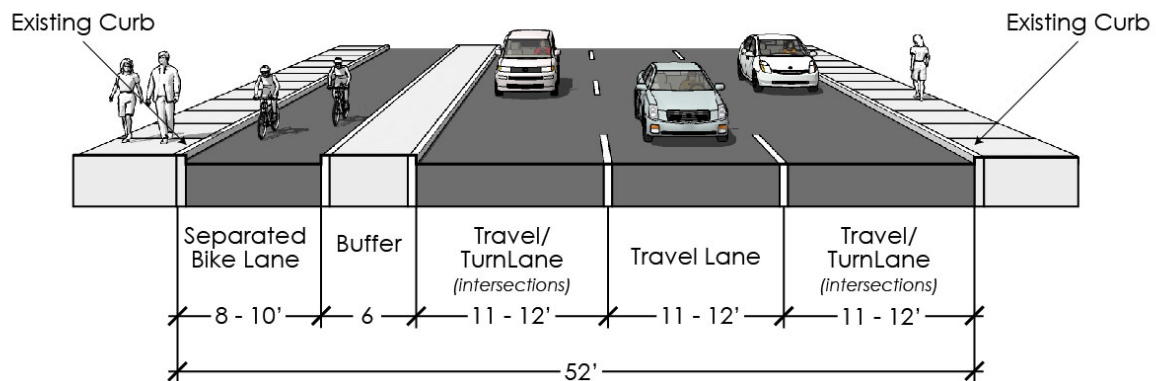 Existing Curb
Existing Curb
Separated
Bike Lane
Buffer
Travel/
TurnLane
(intersections)
Travel Lane
Travel/
TurnLane
(intersections)
8 - 10'
6
11 - 12'
11 - 12'
11 - 12'
52'